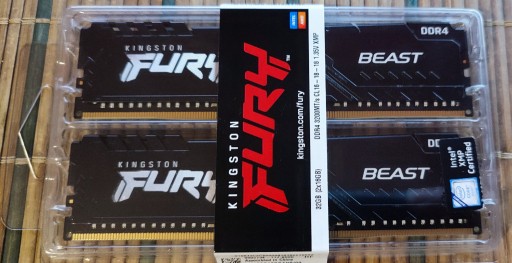 KINGSTON
FURY
BEAST
DDR4
KINGSTON
FURY
BEAST
Intel®
XMP
Certified
KINGSTON
FURY™
kingston.com/fury
32GB (2x16GB)
DDR4 3200MT/s CL16-18-18 1.35V XMP